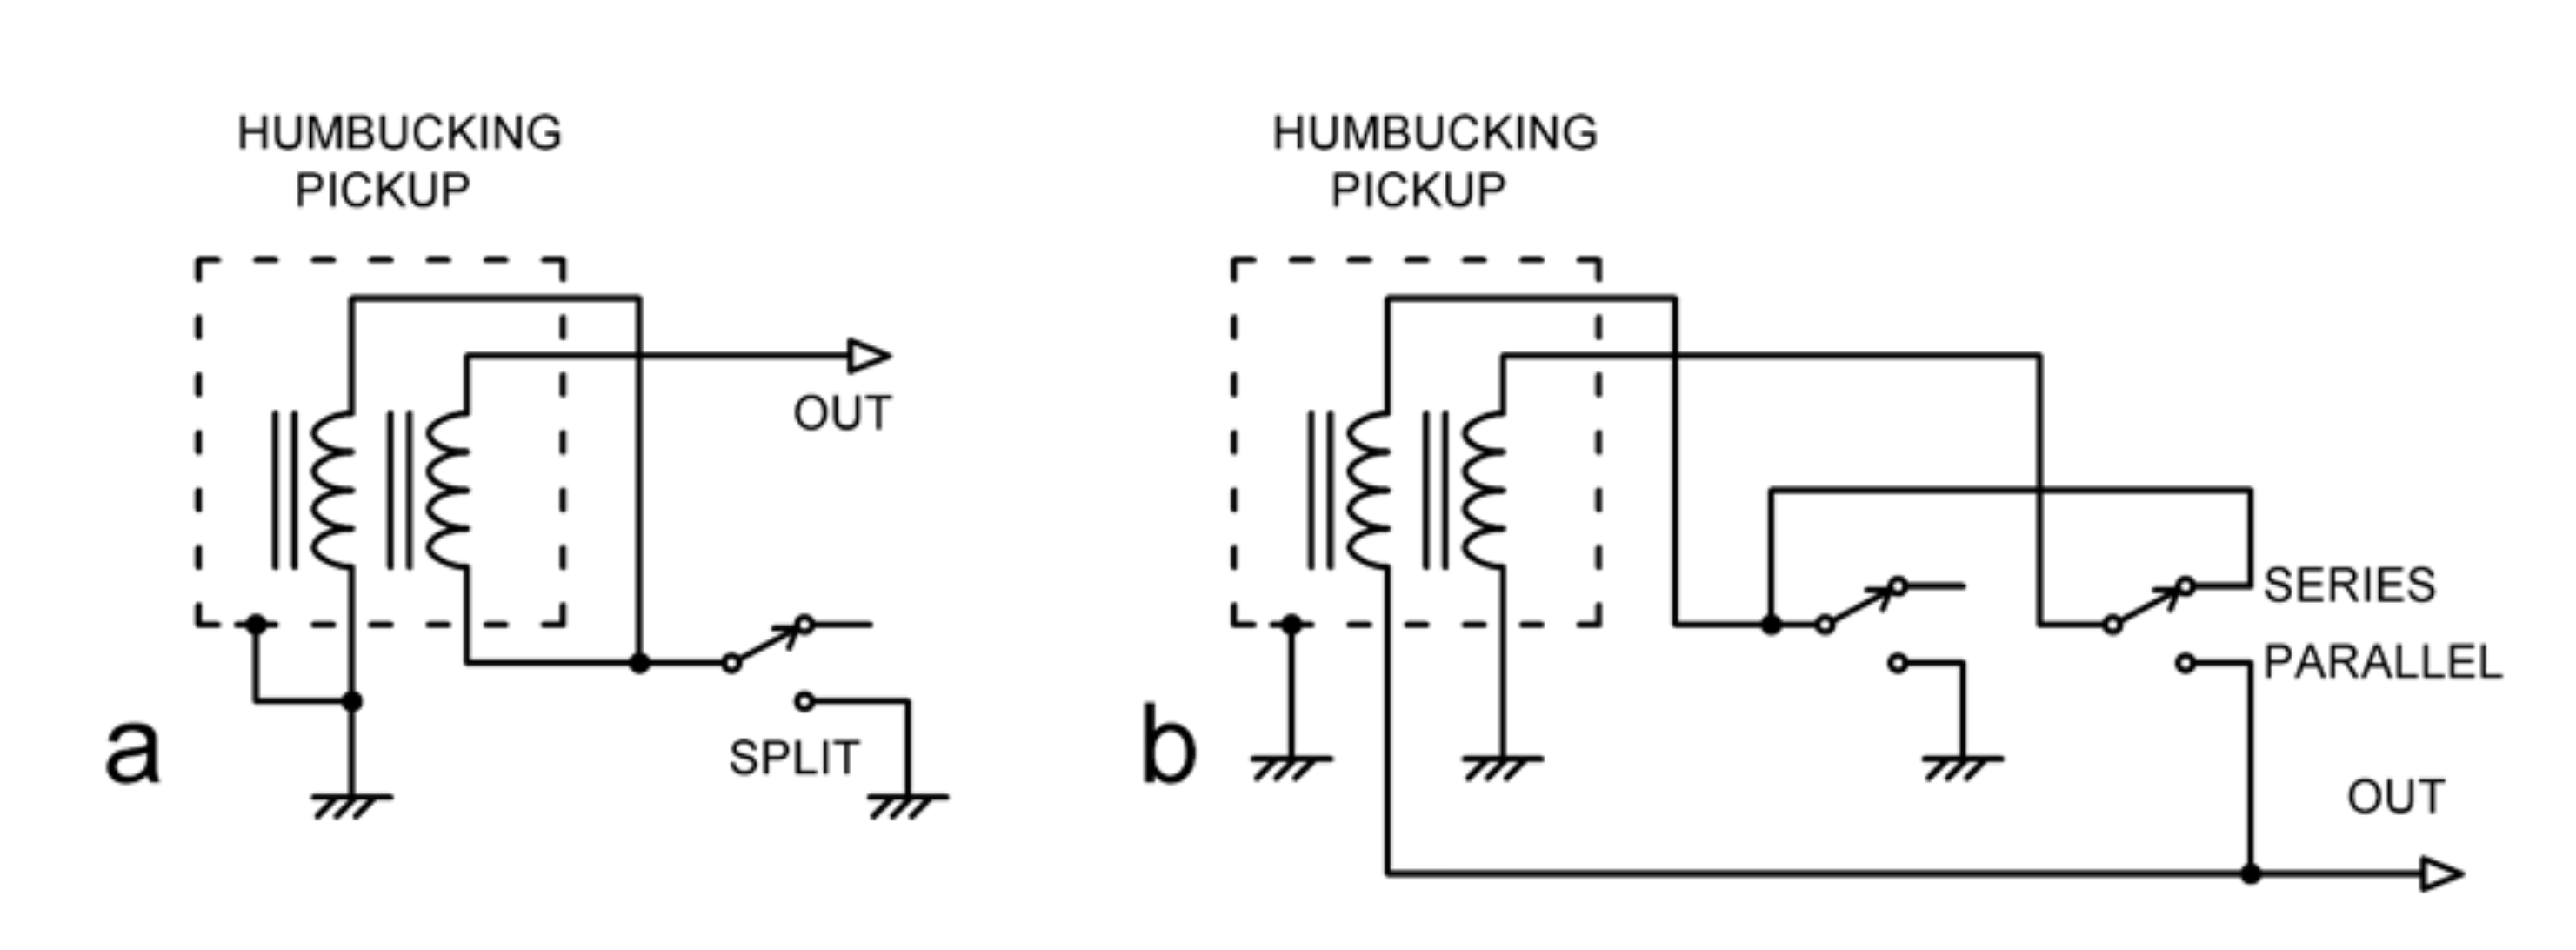 HUMBUCKING
PICKUP
OUT
SPLIT
a
HUMBUCKING
PICKUP
SERIES
PARALLEL
OUT
b